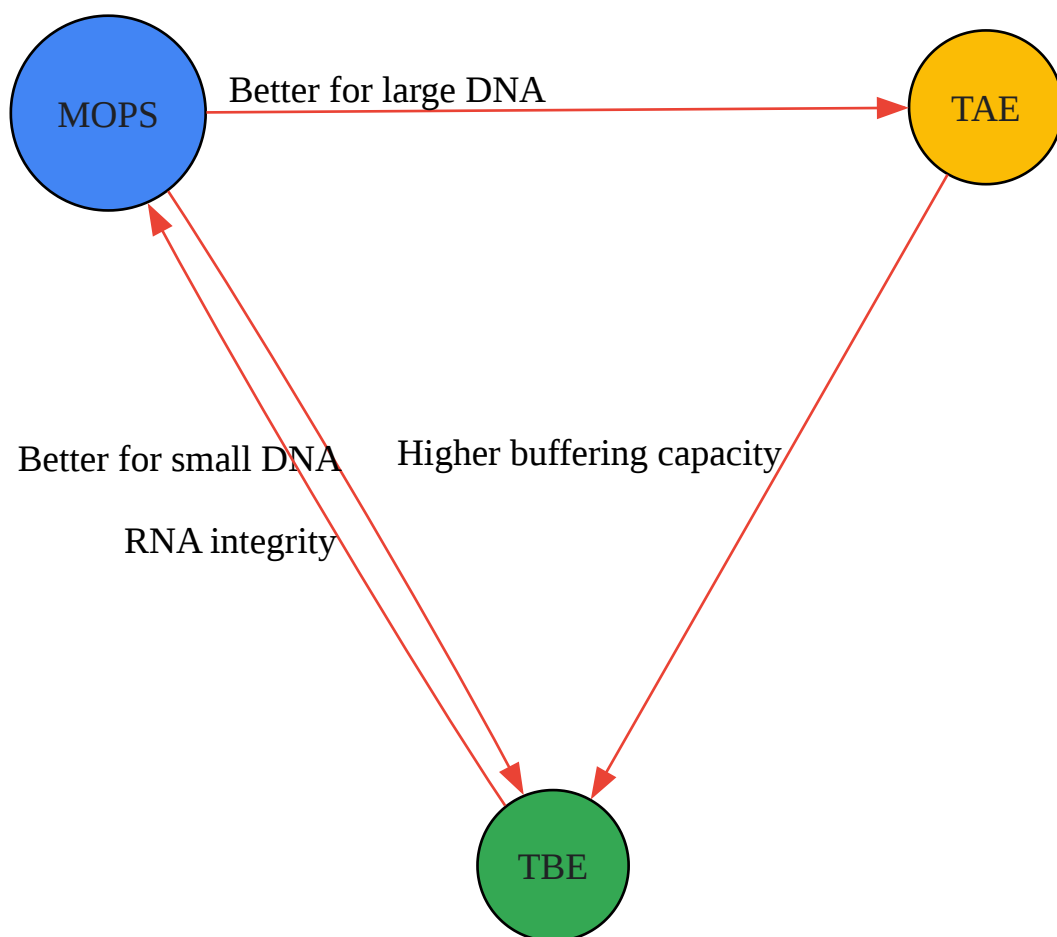 MOPS
Better for large DNA
TAE
Better for small DNA
Higher buffering capacity
RNA integrity
TBE